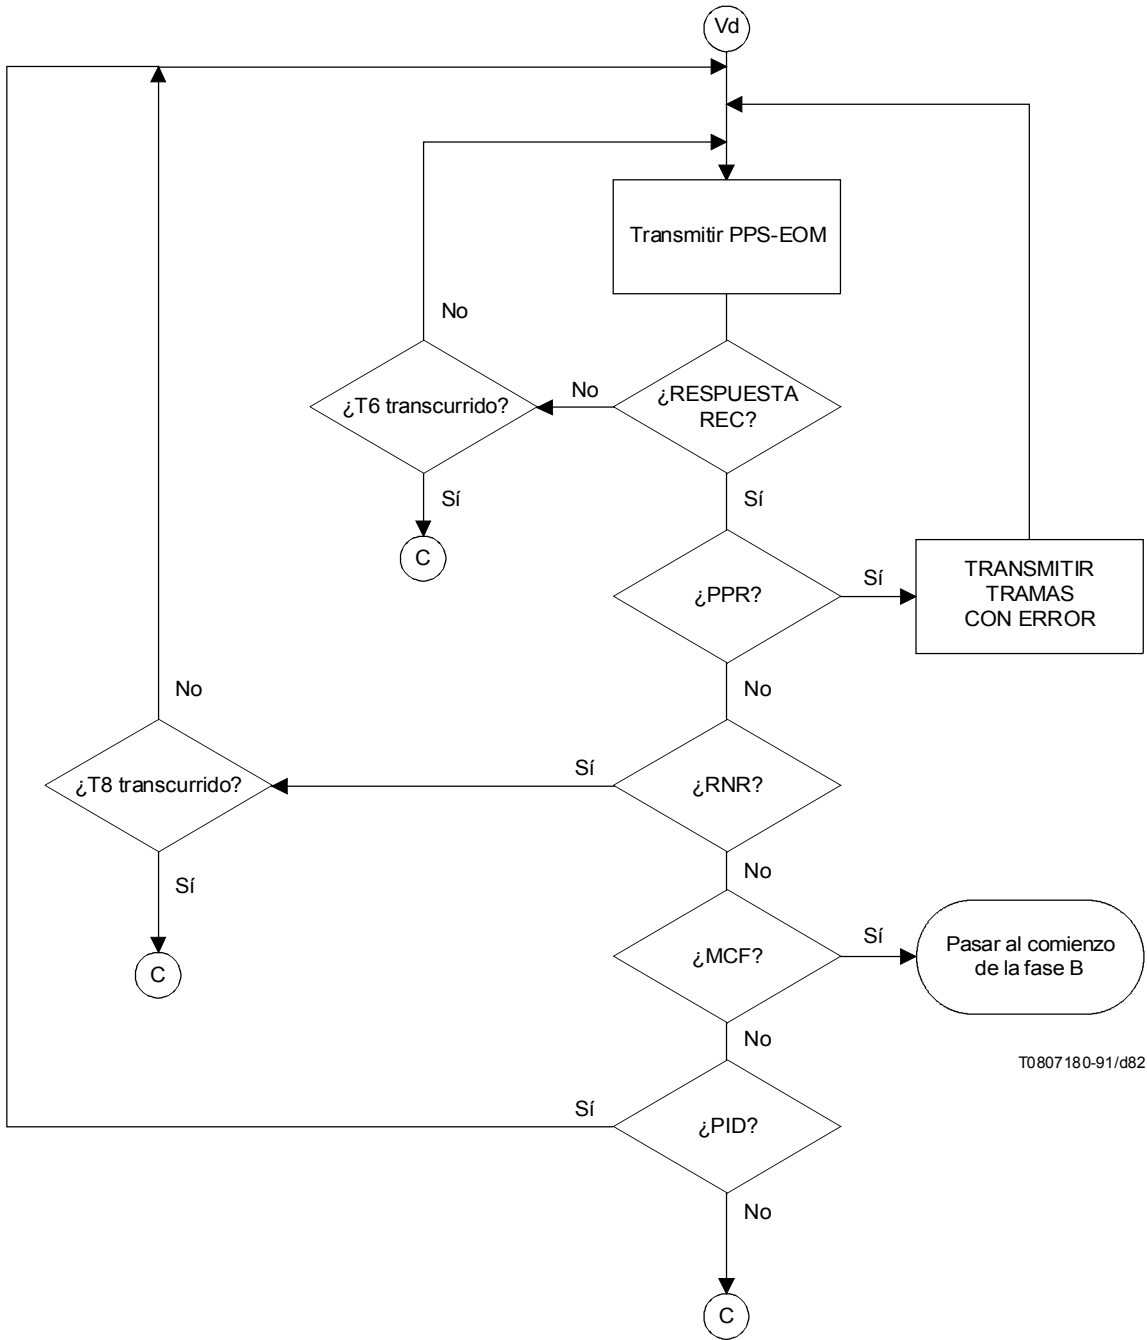 Vd
Transmitir PPS-EOM
No
¿T6 transcurrido?
No
¿RESPUESTA
REC?
Sí
Sí
C
¿PPR?
Sí
TRANSMITIR
TRAMAS
CON ERROR
No
No
¿T8 transcurrido?
Sí
¿RNR?
Sí
No
C
¿MCF?
Sí
Pasar al comienzo
de la fase B
No
T0807180-91/d82
Sí
¿PID?
No
C